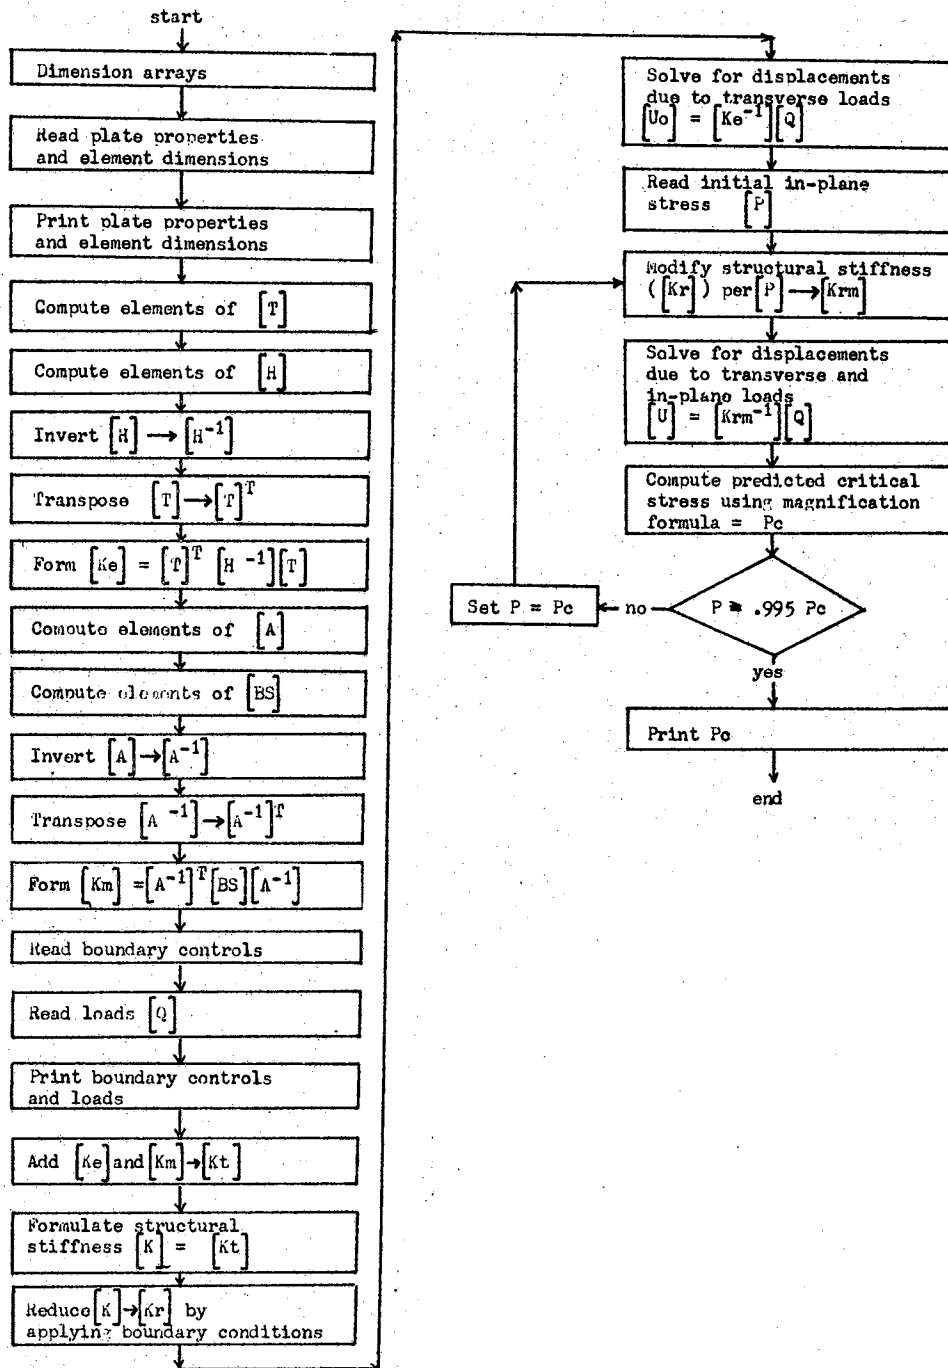 start
Dimension arrays
Read plate properties
and element dimensions
Print plate properties
and element dimensions
Compute elements of [T]
Compute elements of [H]
Invert [H] → [H⁻¹]
Transpose [T] → [T]ᵀ
Form [Ke] = [T]ᵀ [H ⁻¹][T]
Comoute elements of [A]
Compute elements of [BS]
Invert [A] → [A⁻¹]
Transpose [A ⁻¹] → [A⁻¹]ᵀ
Form [Km] = [A⁻¹]ᵀ [BS] [A⁻¹]
Read boundary controls
Read loads [Q]
Print boundary controls
and loads
Add [Ke] and [Km] → [Kt]
Formulate structural
stiffness [K] = [Kt]
Reduce [K] → [Kr] by
applying boundary conditions
Solve for displacements
due to transverse loads
[Uo] = [Ke⁻¹] [Q]
Read initial in-plane
stress [P]
Modify structural stiffness
([Kr]) per [P] → [Krm]
Solve for displacements
due to transverse and
in-plane loads
[U] = [Krm⁻¹] [Q]
Compute predicted critical
stress using magnification
formula = Pc
Set P = Pc
no
P .995 Pc
yes
Print Pc
end